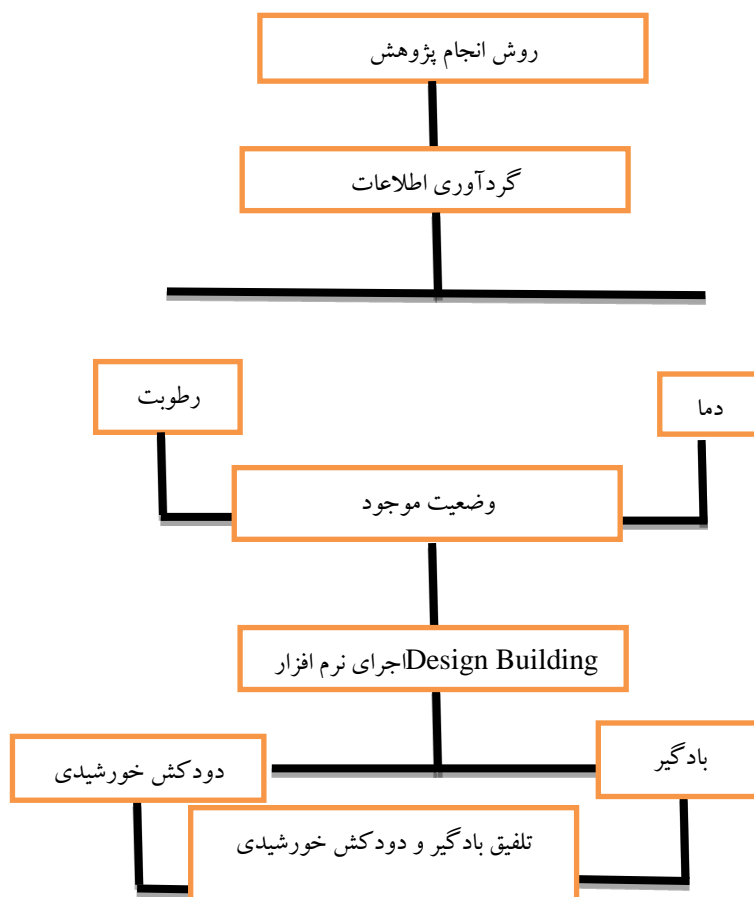 روش انجام پژوهش
گردآوری اطلاعات
دما
رطوبت
وضعیت موجود
اجرای نرم افزار Design Building
بادگیر
دودکش خورشیدی
تلفیق بادگیر و دودکش خورشیدی